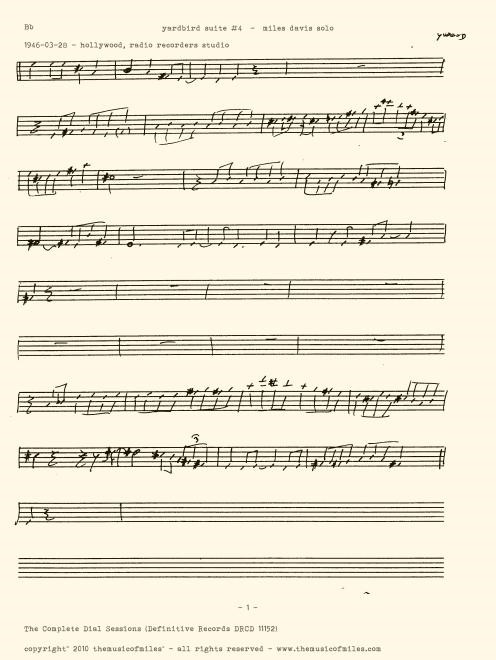 Bb yardbird suite #4 - miles davis solo
1946-03-28 - hollywood, radio recorders studio
3
3
- 1 -
The Complete Dial Sessions (Definitive Records DRCD 11152)
copyright° 2010 themusicofmiles° - all rights reserved - www.themusicofmiles.com